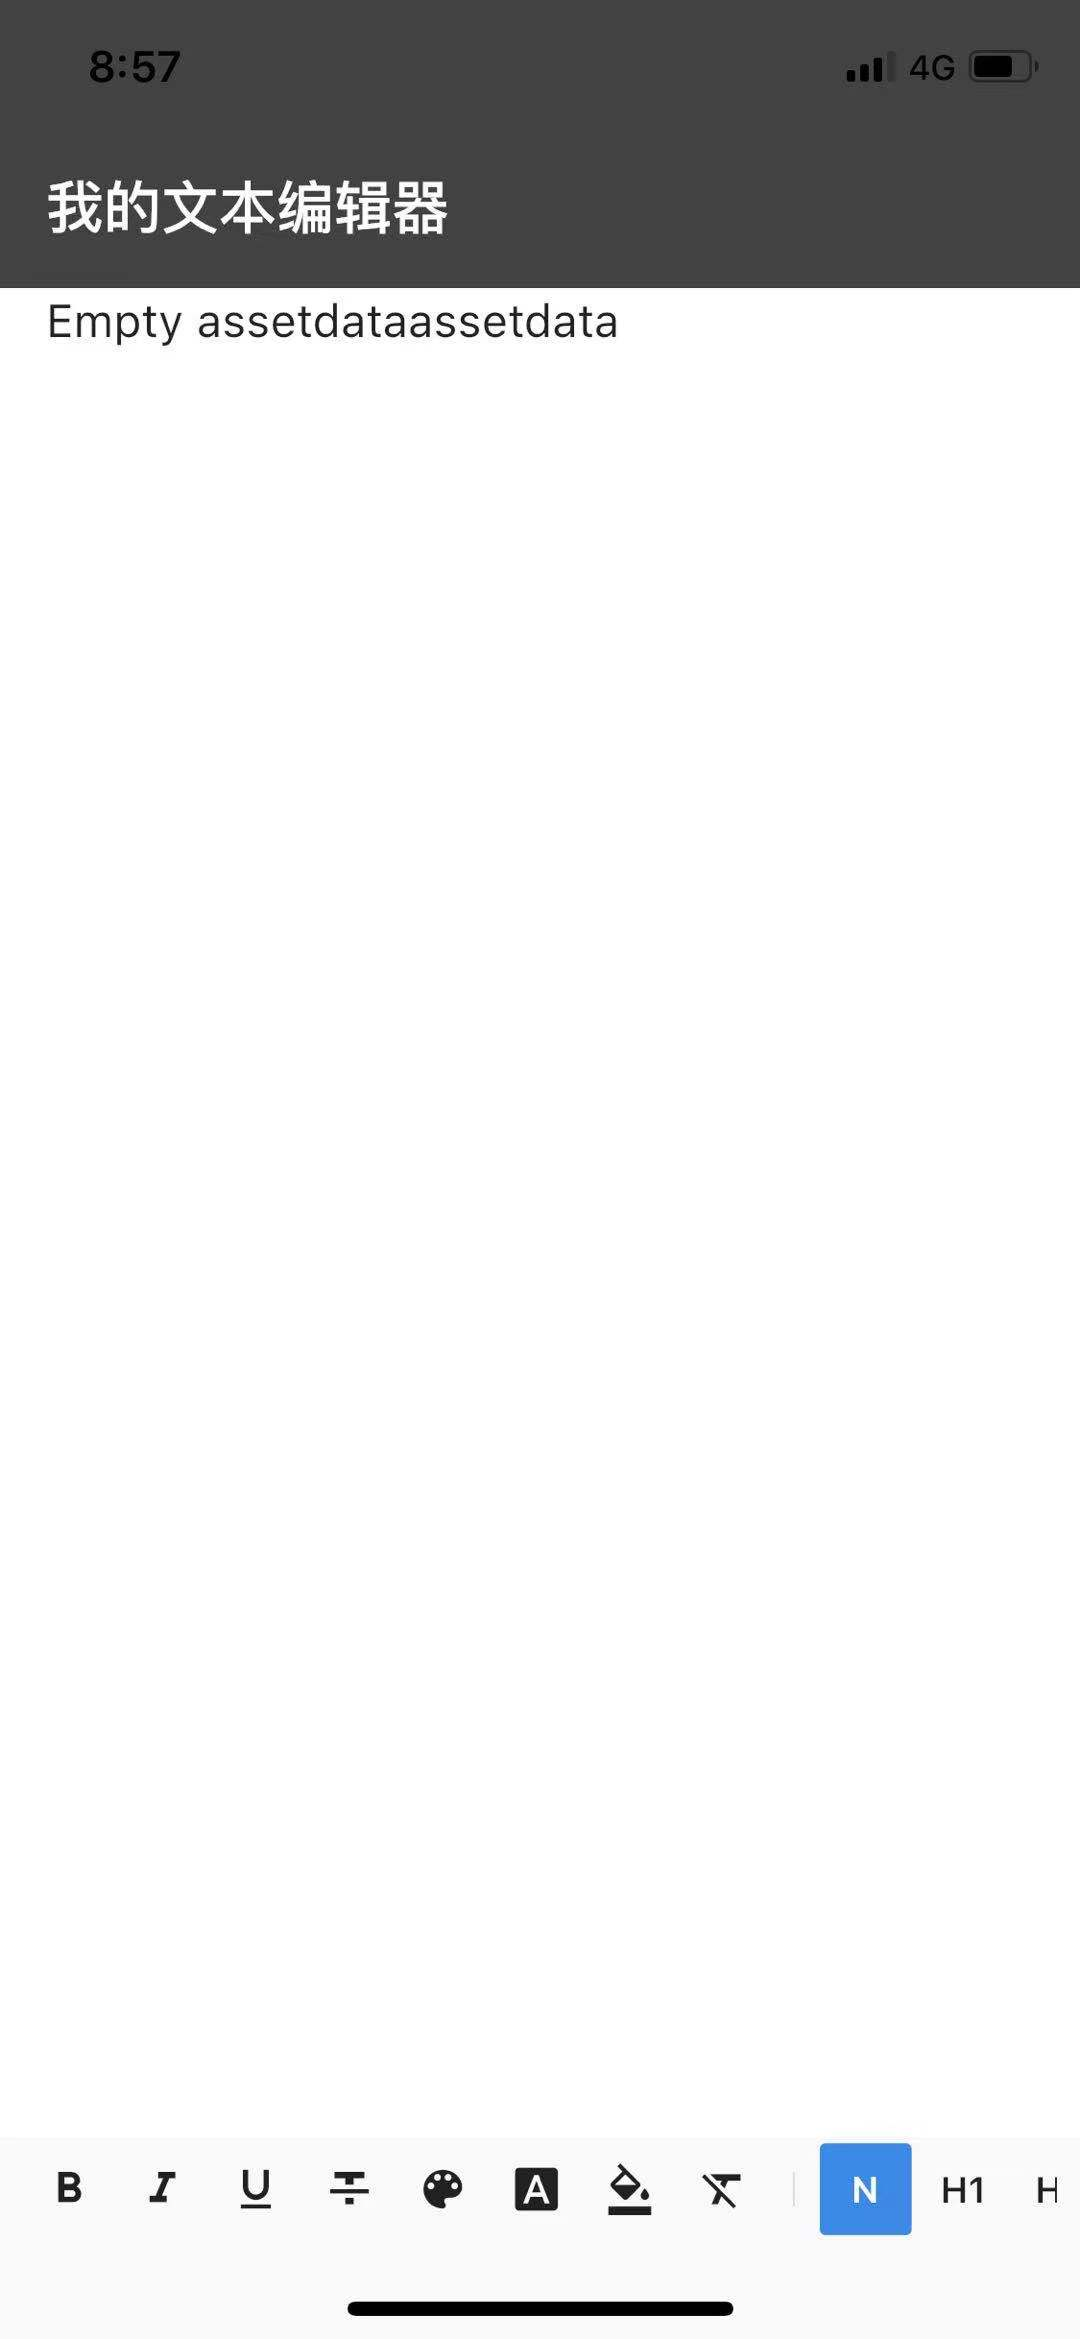 8:57 4G
我的文本编辑器
Empty assetdataassetdata
B I U A N H1 H